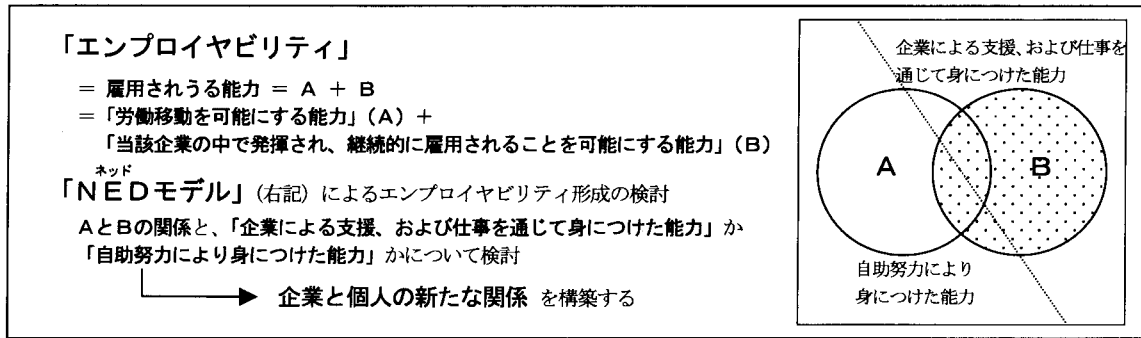 「エンプロイヤビリティ」
= 雇用されうる能力 = A + B
=「労働移動を可能にする能力」(A) +
「当該企業の中で発揮され、継続的に雇用されることを可能にする能力」(B)
ネッド
「NEDモデル」(右記) によるエンプロイヤビリティ形成の検討
AとBの関係と、「企業による支援、および仕事を通じて身につけた能力」か
「自助努力により身につけた能力」かについて検討
企業と個人の新たな関係 を構築する
企業による支援、および仕事を
通じて身につけた能力
A
B
自助努力により
身につけた能力